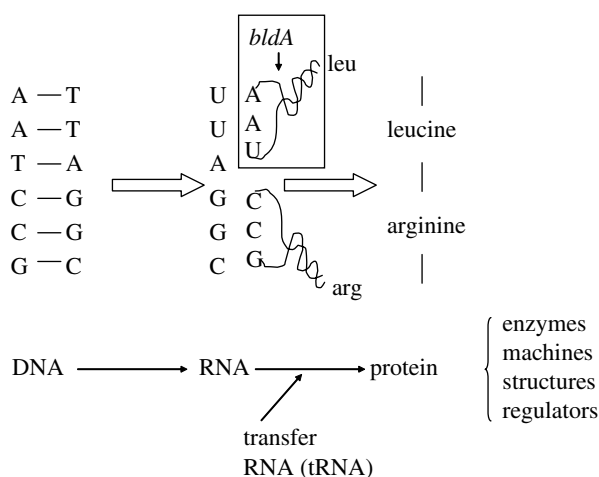 bldA
leu
A T U A
A T U A leucine
T A A U
C G G C
C G G C arginine
G C C G
arg
DNA RNA protein
enzymes
machines
structures
regulators
transfer
RNA (tRNA)